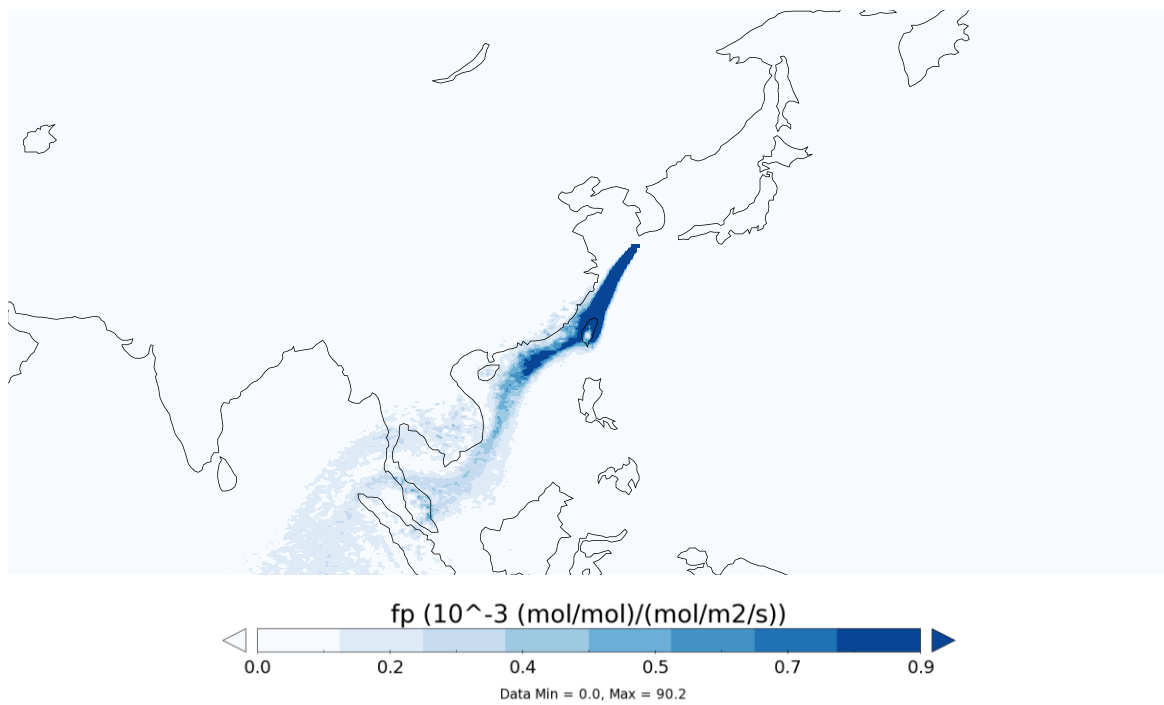 fp (10^-3 (mol/mol)/(mol/m2/s))
0.0 0.2 0.4 0.5 0.7 0.9
Data Min = 0.0, Max = 90.2